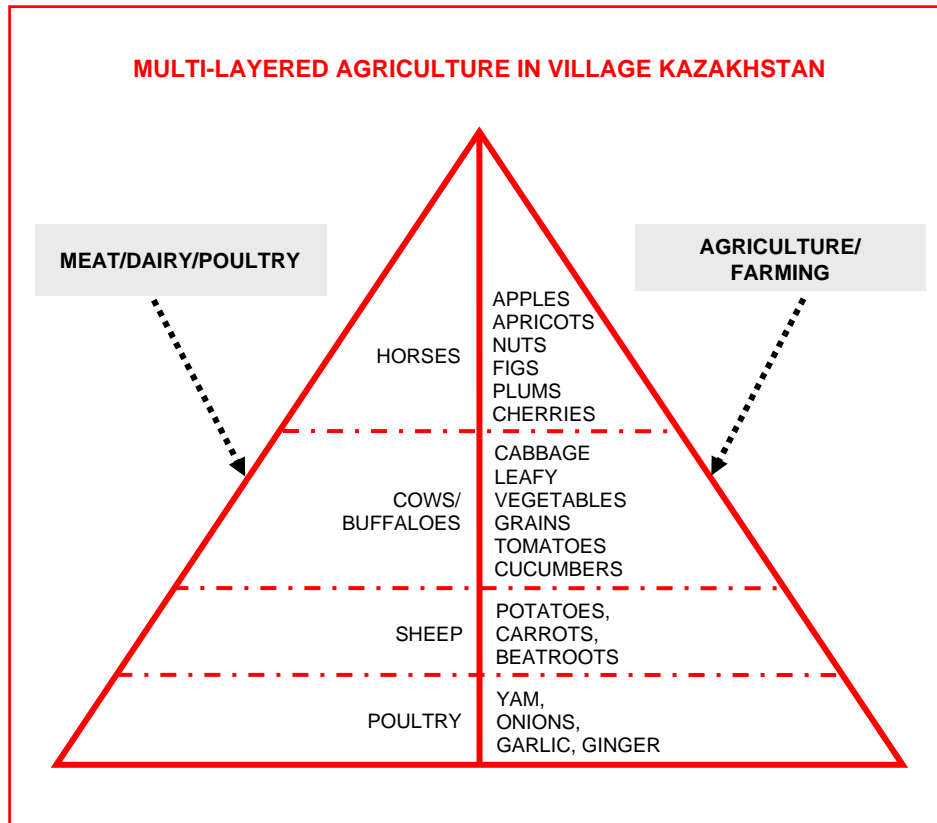 MULTI-LAYERED AGRICULTURE IN VILLAGE KAZAKHSTAN
MEAT/DAIRY/POULTRY
AGRICULTURE/
FARMING
HORSES
APPLES
APRICOTS
NUTS
FIGS
PLUMS
CHERRIES
COWS/
BUFFALOES
CABBAGE
LEAFY
VEGETABLES
GRAINS
TOMATOES
CUCUMBERS
SHEEP
POTATOES,
CARROTS,
BEATROOTS
POULTRY
YAM,
ONIONS,
GARLIC, GINGER